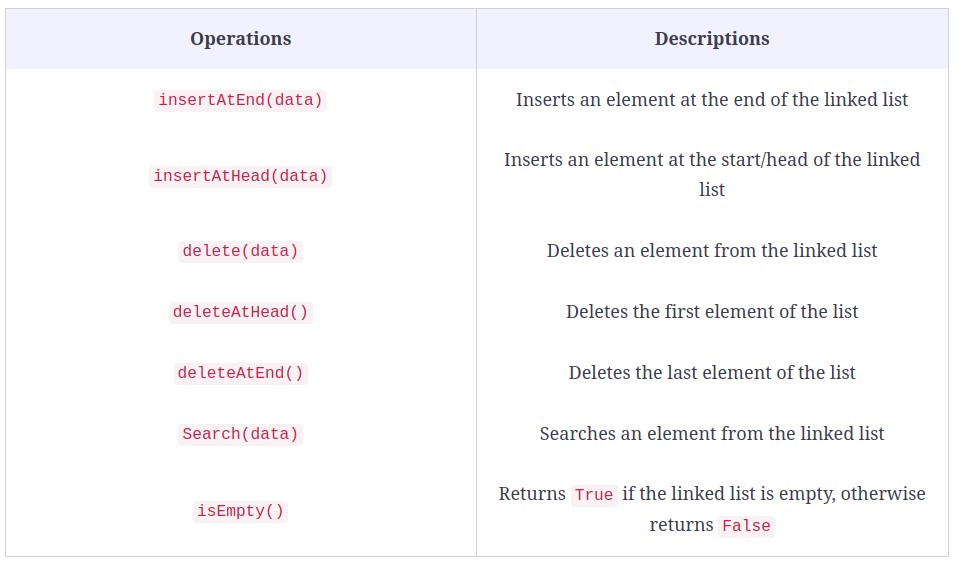 Operations Descriptions
insertAtEnd(data) Inserts an element at the end of the linked list
insertAtHead(data) Inserts an element at the start/head of the linked
list
delete(data) Deletes an element from the linked list
deleteAtHead() Deletes the first element of the list
deleteAtEnd() Deletes the last element of the list
Search(data) Searches an element from the linked list
isEmpty() Returns True if the linked list is empty, otherwise
returns False